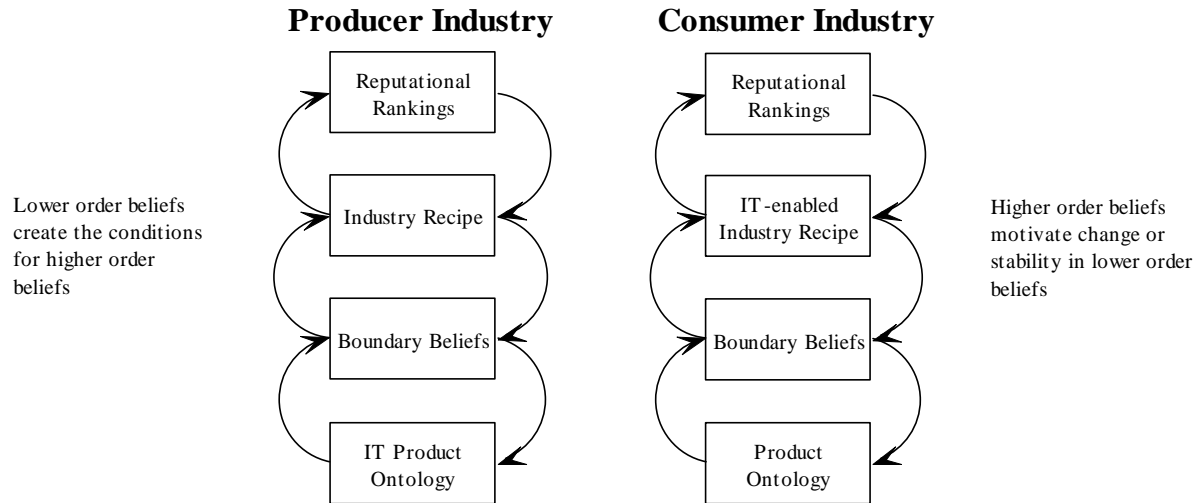 Producer Industry
Consumer Industry
Reputational
Rankings
Reputational
Rankings
Lower order beliefs
create the conditions
for higher order
beliefs
Industry Recipe
IT-enabled
Industry Recipe
Higher order beliefs
motivate change or
stability in lower order
beliefs
Boundary Beliefs
Boundary Beliefs
IT Product
Ontology
Product
Ontology